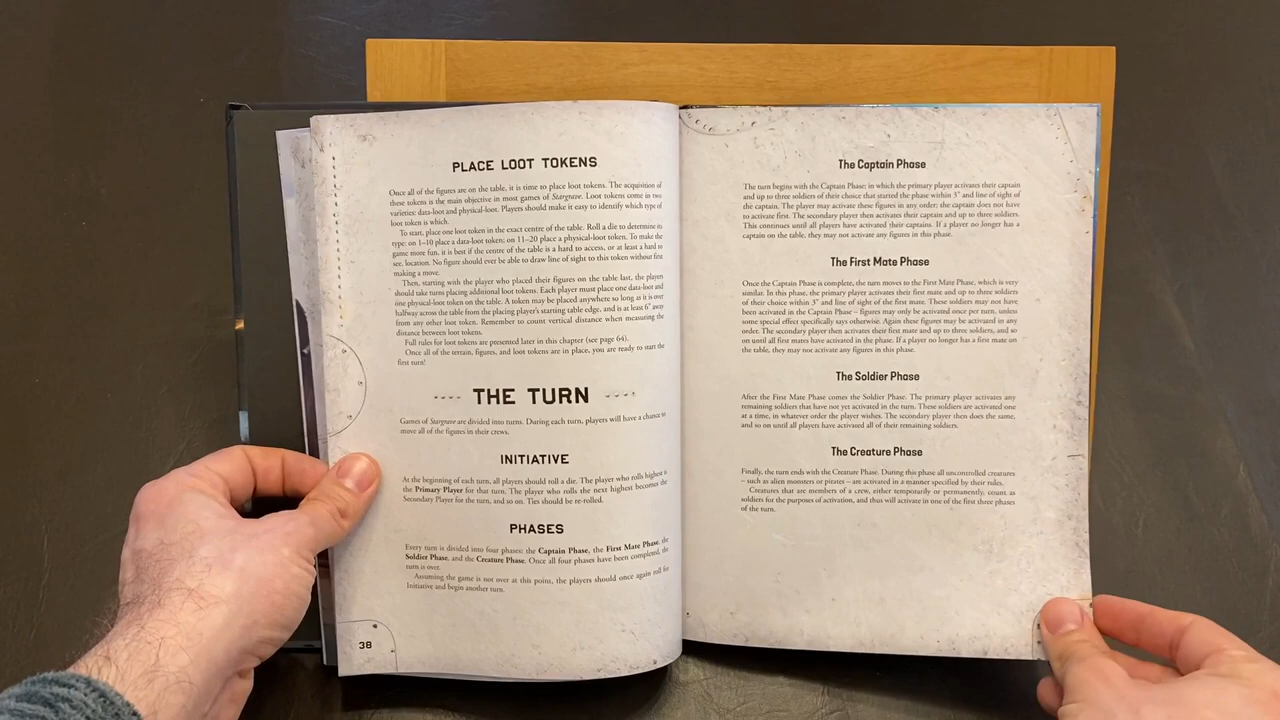 PLACE LOOT TOKENS
Once all of the figures are on the table, it is time to place loot tokens. The acquisition of
these tokens is the main objective in most games of Stargrave. Loot tokens come in two
varieties: data-loot and physical-loot. Players should make it easy to identify which type of
loot token is which.
To start, place one loot token in the exact centre of the table. Roll a die to determine its
type: on 1–10 place a data-loot token; on 11–20 place a physical-loot token. To make the
game more fun, it is best if the centre of the table is a hard to access, or at least a hard to
see, location. No figure should ever be able to draw line of sight to this token without first
making a move.
Then, starting with the player who placed their figures on the table last, the players
should take turns placing additional loot tokens. Each player must place one data-loot and
one physical-loot token on the table. A token may be placed anywhere so long as it is over
halfway across the table from the placing player's starting table edge, and is at least 6" away
from any other loot token. Remember to count vertical distance when measuring the
distance between loot tokens.
Full rules for loot tokens are presented later in this chapter (see page 64).
Once all of the terrain, figures, and loot tokens are in place, you are ready to start the
first turn!
THE TURN
Games of Stargrave are divided into turns. During each turn, players will have a chance to
move all of the figures in their crews.
INITIATIVE
At the beginning of each turn, all players should roll a die. The player who rolls highest is
the Primary Player for that turn. The player who rolls the next highest becomes the
Secondary Player for the turn, and so on. Ties should be re-rolled.
PHASES
Every turn is divided into four phases: the Captain Phase, the First Mate Phase, the
Soldier Phase, and the Creature Phase. Once all four phases have been completed, the
turn is over.
Assuming the game is not over at this point, the players should once again roll for
Initiative and begin another turn.
38
The Captain Phase
The turn begins with the Captain Phase; in which the primary player activates their captain
and up to three soldiers of their choice that started the phase within 3" and line of sight of
the captain. The player may activate these figures in any order; the captain does not have
to activate first. The secondary player then activates their captain and up to three soldiers.
This continues until all players have activated their captains. If a player no longer has a
captain on the table, they may not activate any figures in this phase.
The First Mate Phase
Once the Captain Phase is complete, the turn moves to the First Mate Phase, which is very
similar. In this phase, the primary player activates their first mate and up to three soldiers
of their choice within 3" and line of sight of the first mate. These soldiers may not have
been activated in the Captain Phase – figures may only be activated once per turn, unless
some special effect specifically says otherwise. Again these figures may be activated in any
order. The secondary player then activates their first mate and up to three soldiers, and so
on until all first mates have activated in the phase. If a player no longer has a first mate on
the table, they may not activate any figures in this phase.
The Soldier Phase
After the First Mate Phase comes the Soldier Phase. The primary player activates any
remaining soldiers that have not yet activated in the turn. These soldiers are activated one
at a time, in whatever order the player wishes. The secondary player then does the same,
and so on until all players have activated all of their remaining soldiers.
The Creature Phase
Finally, the turn ends with the Creature Phase. During this phase all uncontrolled creatures
– such as alien monsters or pirates – are activated in a manner specified by their rules.
Creatures that are members of a crew, either temporarily or permanently, count as
soldiers for the purposes of activation, and thus will activate in one of the first three phases
of the turn.